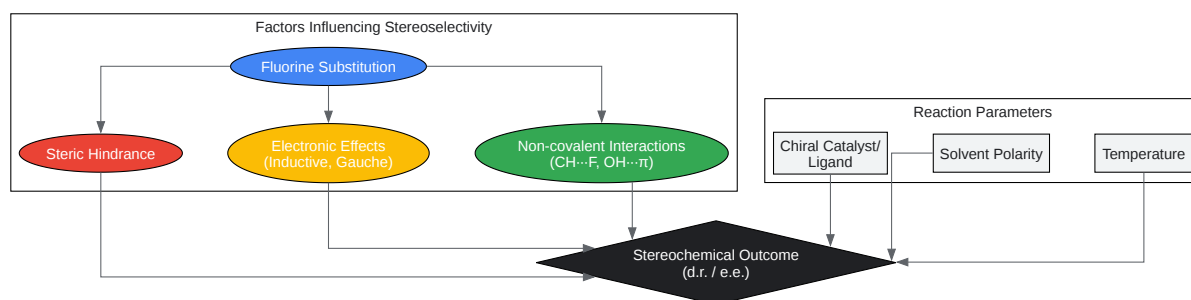 Factors Influencing Stereoselectivity
Fluorine Substitution
Steric Hindrance
Electronic Effects
(Inductive, Gauche)
Non-covalent Interactions
(CH···F, OH···π)
Reaction Parameters
Chiral Catalyst/
Ligand
Solvent Polarity
Temperature
Stereochemical Outcome
(d.r. / e.e.)